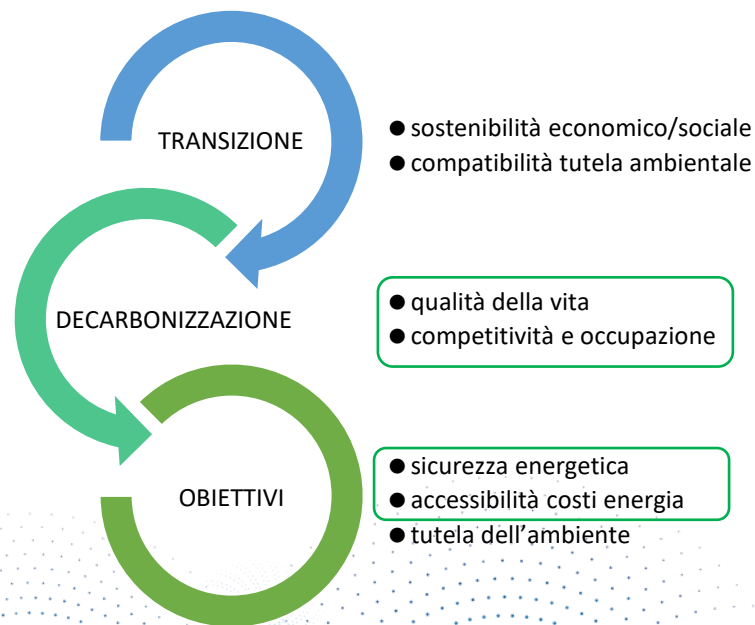 TRANSIZIONE
● sostenibilità economico/sociale
● compatibilità tutela ambientale
DECARBONIZZAZIONE
● qualità della vita
● competitività e occupazione
OBIETTIVI
● sicurezza energetica
● accessibilità costi energia
● tutela dell’ambiente